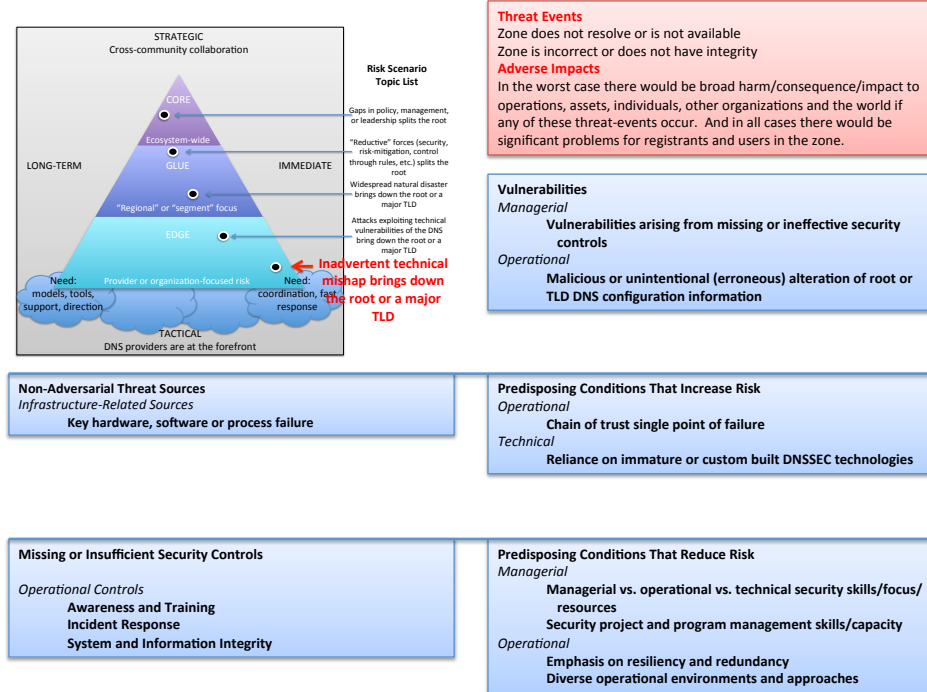 STRATEGIC
Cross-community collaboration
LONG-TERM
IMMEDIATE
CORE
Ecosystem-wide
GLUE
"Regional" or "segment" focus
EDGE
Provider or organization-focused risk
Need:
models, tools,
support, direction
Need:
coordination, fast
response
TACTICAL
DNS providers are at the forefront
Risk Scenario
Topic List
Gaps in policy, management,
or leadership splits the root
"Reductive" forces (security,
risk-mitigation, control
through rules, etc.) splits the
root
Widespread natural disaster
brings down the root or a
major TLD
Attacks exploiting technical
vulnerabilities of the DNS
bring down the root or a
major TLD
Inadvertent technical
mishap brings down
the root or a major
TLD
Threat Events
Zone does not resolve or is not available
Zone is incorrect or does not have integrity
Adverse Impacts
In the worst case there would be broad harm/consequence/impact to
operations, assets, individuals, other organizations and the world if
any of these threat-events occur. And in all cases there would be
significant problems for registrants and users in the zone.
Vulnerabilities
Managerial
Vulnerabilities arising from missing or ineffective security
controls
Operational
Malicious or unintentional (erroneous) alteration of root or
TLD DNS configuration information
Non-Adversarial Threat Sources
Infrastructure-Related Sources
Key hardware, software or process failure
Predisposing Conditions That Increase Risk
Operational
Chain of trust single point of failure
Technical
Reliance on immature or custom built DNSSEC technologies
Missing or Insufficient Security Controls
Operational Controls
Awareness and Training
Incident Response
System and Information Integrity
Predisposing Conditions That Reduce Risk
Managerial
Managerial vs. operational vs. technical security skills/focus/
resources
Security project and program management skills/capacity
Operational
Emphasis on resiliency and redundancy
Diverse operational environments and approaches